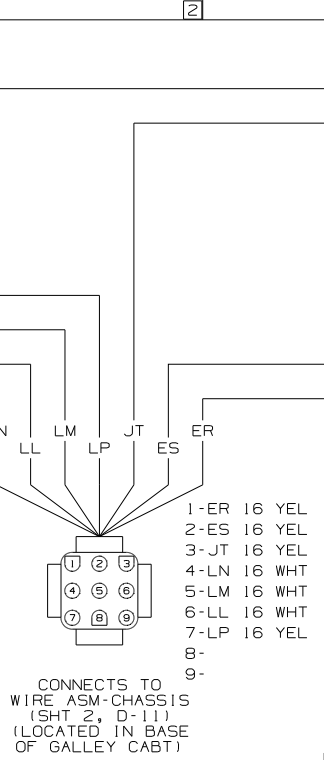 2
N LM JT ER
LL LP ES
1-ER 16 YEL
2-ES 16 YEL
3-JT 16 YEL
4-LN 16 WHT
5-LM 16 WHT
6-LL 16 WHT
7-LP 16 YEL
8-
9-
1 2 3
4 5 6
7 8 9
CONNECTS TO
WIRE ASM-CHASSIS
(SHT 2, D-11)
(LOCATED IN BASE
OF GALLEY CABT)